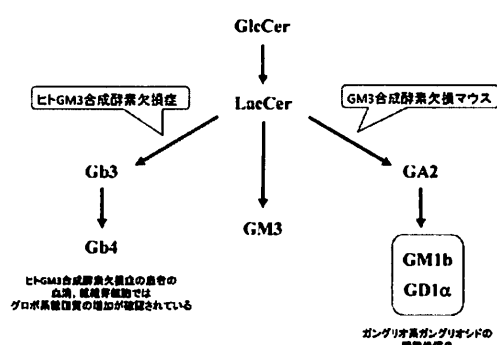 GlcCer
ヒトGM3合成酵素欠損症
GM3合成酵素欠損マウス
LacCer
Gb3
GA2
GM3
Gb4
GM1b
GD1α
ヒトGM3合成酵素欠損症の患者の
血清，線維芽細胞では
グロボ系糖脂質の増加が確認されている
ガングリオ系ガングリオシドの